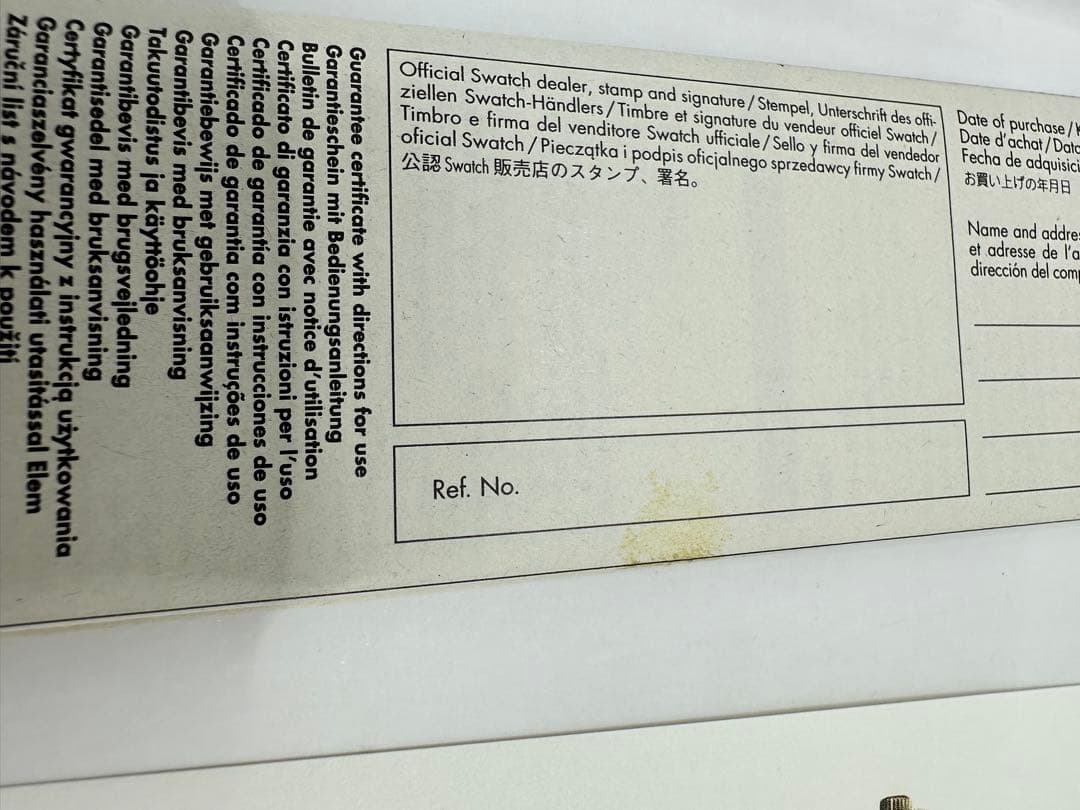 Guarantee certificate with directions for use
Garantieschein mit Bedienungsanleitung
Bulletin de garantie avec notice d'utilisation
Certificato di garanzia con istruzioni per l'uso
Certificado de garantía con instrucciones de uso
Certificado de garantia com instruções de uso
Garantiebewijs met gebruiksaanwijzing
Garantibevis med bruksanvisning
Takuutodistus ja käyttöohje
Garantibevis med brugsvejledning
Garantisedel med bruksanvisning
Certyfikat gwarancyjny z instrukcją użytkowania
Garanciaszelvény használati utasítással Elem
Záruční list s návodem k použití
Official Swatch dealer, stamp and signature / Stempel, Unterschrift des offi-
ziellen Swatch-Händlers / Timbre et signature du vendeur officiel Swatch /
Timbro e firma del venditore Swatch ufficiale / Sello y firma del vendedor
oficial Swatch / Pieczątka i podpis oficjalnego sprzedawcy firmy Swatch /
公認 Swatch 販売店のスタンプ、署名。
Ref. No.
Date of purchase /
Date d'achat /
Fecha de
お買い上げの年月日
Name and
et adresse de
dirección del